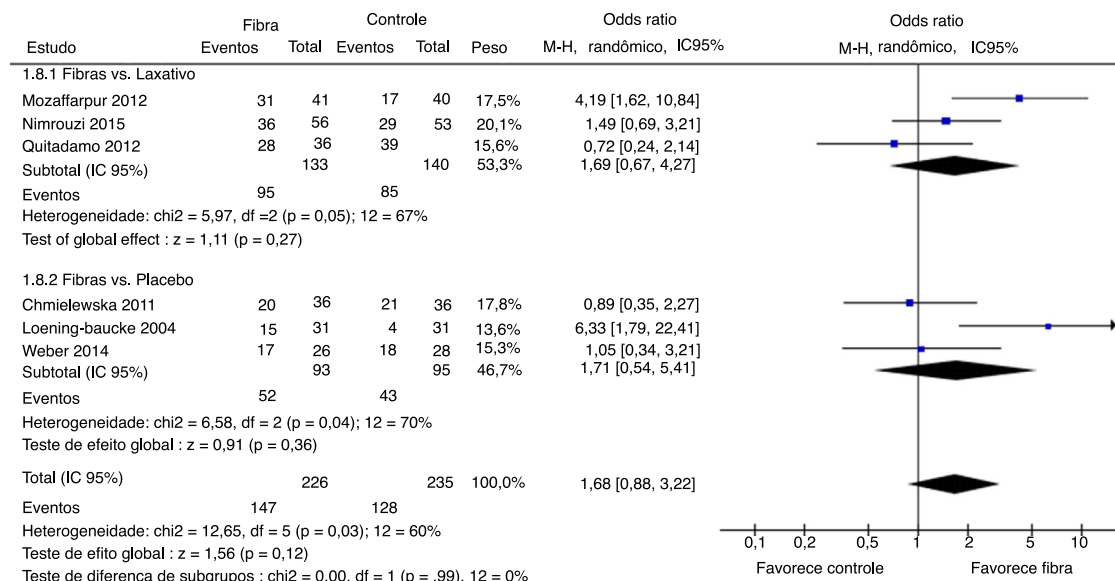 Fibra Controle Odds ratio Odds ratio
Estudo Eventos Total Eventos Total Peso M-H, randômico, IC95% M-H, randômico, IC95%
1.8.1 Fibras vs. Laxativo
Mozaffarpur 2012 31 41 17 40 17,5% 4,19 [1,62, 10,84]
Nimrouzi 2015 36 56 29 53 20,1% 1,49 [0,69, 3,21]
Quitadamo 2012 28 36 39 15,6% 0,72 [0,24, 2,14]
Subtotal (IC 95%) 133 140 53,3% 1,69 [0,67, 4,27]
Eventos 95 85
Heterogeneidade: chi2 = 5,97, df =2 (p = 0,05); 12 = 67%
Test of global effect : z = 1,11 (p = 0,27)
1.8.2 Fibras vs. Placebo
Chmielewska 2011 20 36 21 36 17,8% 0,89 [0,35, 2,27]
Loening-baucke 2004 15 31 4 31 13,6% 6,33 [1,79, 22,41]
Weber 2014 17 26 18 28 15,3% 1,05 [0,34, 3,21]
Subtotal (IC 95%) 93 95 46,7% 1,71 [0,54, 5,41]
Eventos 52 43
Heterogeneidade: chi2 = 6,58, df = 2 (p = 0,04); 12 = 70%
Teste de efeito global : z = 0,91 (p = 0,36)
Total (IC 95%) 226 235 100,0% 1,68 [0,88, 3,22]
Eventos 147 128
Heterogeneidade: chi2 = 12,65, df = 5 (p = 0,03); 12 = 60%
Teste de efito global : z = 1,56 (p = 0,12)
Teste de diferença de subgrupos : chi2 = 0,00, df = 1 (p = ,99), 12 = 0%
0,1 0,2 0,5 1 2 5 10
Favorece controle Favorece fibra